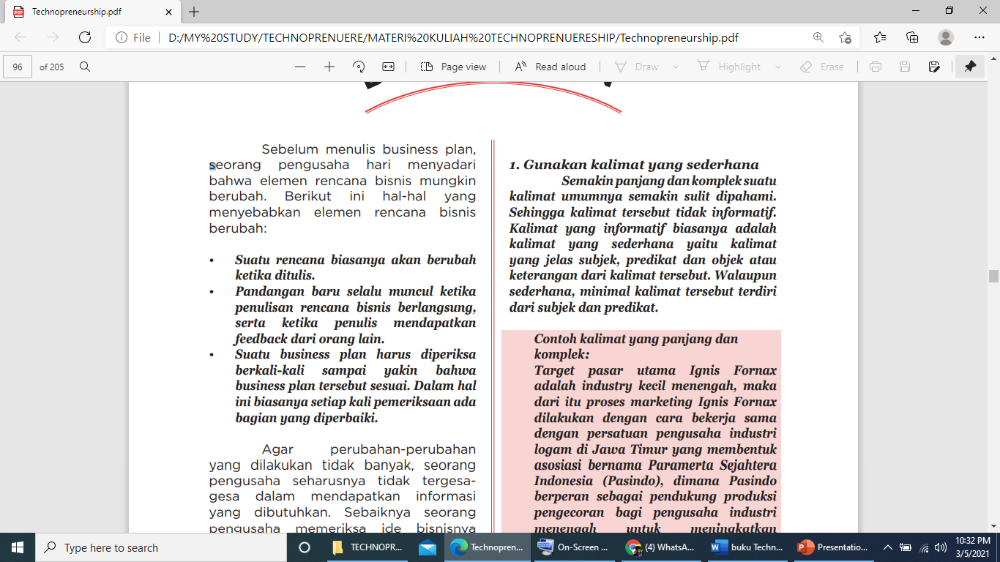 Technopreneurship.pdf
File
D:/MY%20STUDY/TECHNOPRENUERE/MATERI%20KULIAH%20TECHNOPRENUERESHIP/Technopreneurship.pdf
96 of 205
Page view
Read aloud
Draw
Highlight
Erase
Sebelum menulis business plan,
seorang pengusaha hari menyadari
bahwa elemen rencana bisnis mungkin
berubah. Berikut ini hal-hal yang
menyebabkan elemen rencana bisnis
berubah:
• Suatu rencana biasanya akan berubah
ketika ditulis.
• Pandangan baru selalu muncul ketika
penulisan rencana bisnis berlangsung,
serta ketika penulis mendapatkan
feedback dari orang lain.
• Suatu business plan harus diperiksa
berkali-kali sampai yakin bahwa
business plan tersebut sesuai. Dalam hal
ini biasanya setiap kali pemeriksaan ada
bagian yang diperbaiki.
Agar perubahan-perubahan
yang dilakukan tidak banyak, seorang
pengusaha seharusnya tidak tergesa-
gesa dalam mendapatkan informasi
yang dibutuhkan. Sebaiknya seorang
pengusaha memeriksa ide bisnisnya
1. Gunakan kalimat yang sederhana
Semakin panjang dan komplek suatu
kalimat umumnya semakin sulit dipahami.
Sehingga kalimat tersebut tidak informatif.
Kalimat yang informatif biasanya adalah
kalimat yang sederhana yaitu kalimat
yang jelas subjek, predikat dan objek atau
keterangan dari kalimat tersebut. Walaupun
sederhana, minimal kalimat tersebut terdiri
dari subjek dan predikat.
Contoh kalimat yang panjang dan
komplek:
Target pasar utama Ignis Fornax
adalah industry kecil menengah, maka
dari itu proses marketing Ignis Fornax
dilakukan dengan cara bekerja sama
dengan persatuan pengusaha industri
logam di Jawa Timur yang membentuk
asosiasi bernama Paramerta Sejahtera
Indonesia (Pasindo), dimana Pasindo
berperan sebagai pendukung produksi
pengecoran bagi pengusaha industri
menengah untuk meningkatkan
Type here to search
TECHNOPR...
Technopren...
On-Screen ...
(4) WhatsA...
buku Techn...
Presentatio...
10:32 PM
3/5/2021